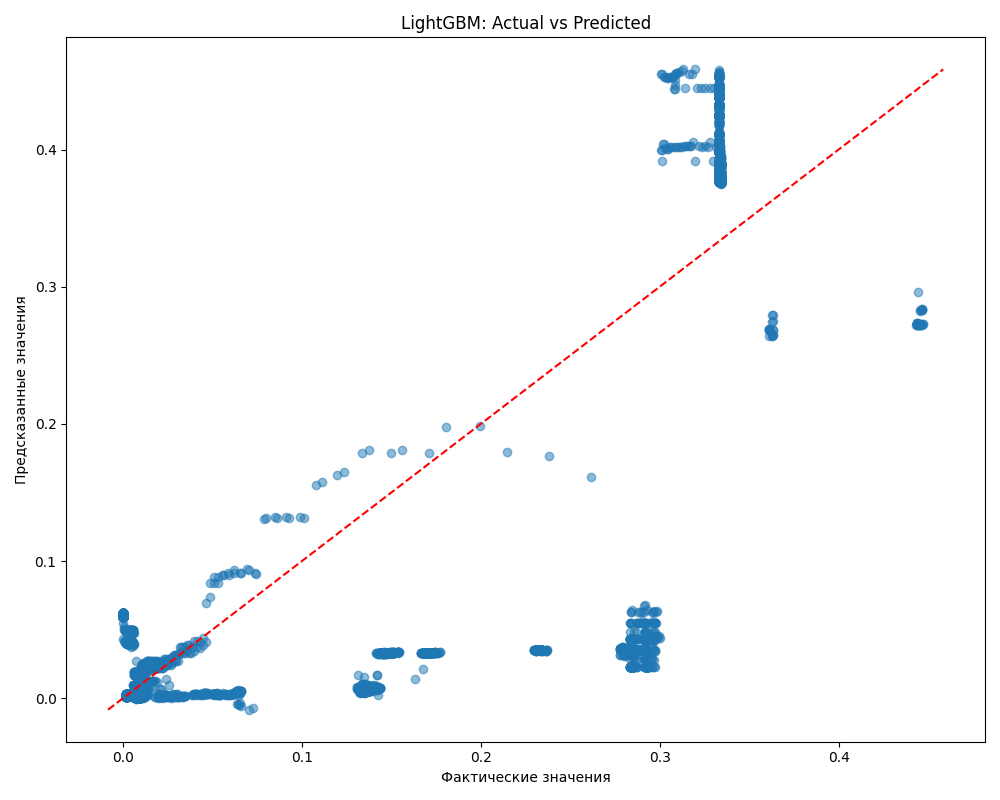 LightGBM: Actual vs Predicted
Предсказанные значения
0.4
0.3
0.2
0.1
0.0
0.0 0.1 0.2 0.3 0.4
Фактические значения